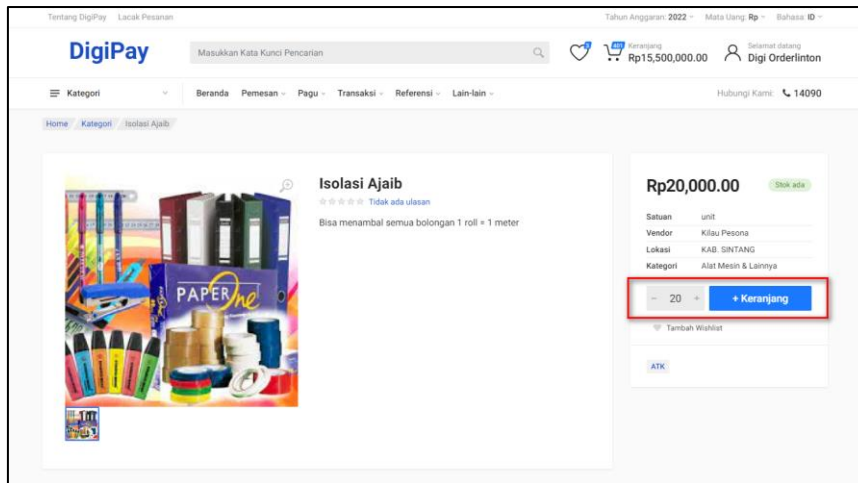 Tentang DigiPay Lacak Pesanan Tahun Anggaran: 2022 Mata Uang: Rp Bahasa: ID
DigiPay Masukkan Kata Kunci Pencarian Keranjang Selamat datang
Rp15,500,000.00 Digi Orderlinton
Kategori Beranda Pemesan Pagu Transaksi Referensi Lain-lain Hubungi Kami: 14090
Home Kategori Isolasi Ajaib
Isolasi Ajaib
Tidak ada ulasan
Bisa menambal semua bolongan 1 roll = 1 meter
PAPER One
Rp20,000.00 Stok ada
Satuan unit
Vendor Kilau Pesona
Lokasi KAB. SINTANG
Kategori Alat Mesin & Lainnya
- 20 + + Keranjang
Tambah Wishlist
ATK